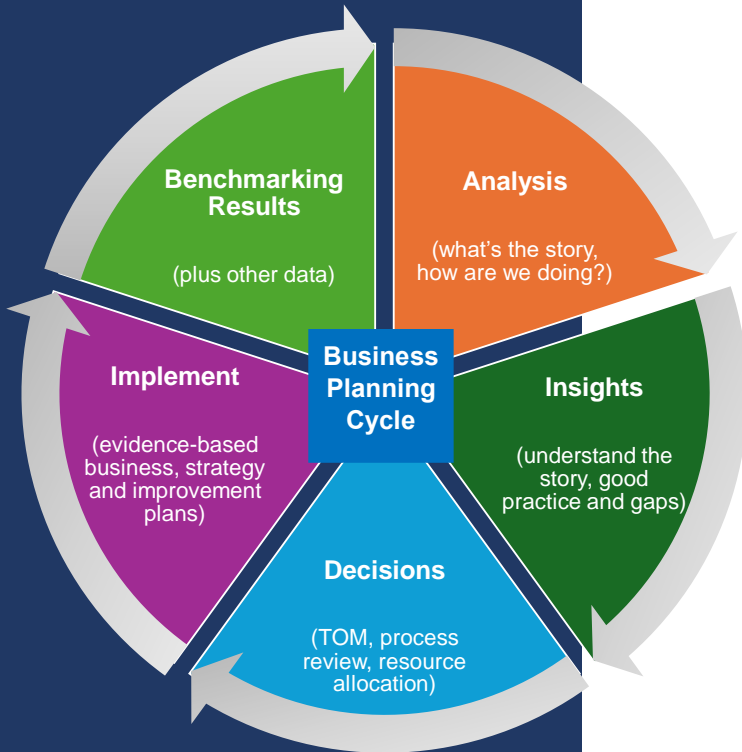 Benchmarking
Results
(plus other data)
Analysis
(what's the story,
how are we doing?)
Insights
(understand the
story, good
practice and gaps)
Decisions
(TOM, process
review, resource
allocation)
Implement
(evidence-based
business, strategy
and improvement
plans)
Business
Planning
Cycle